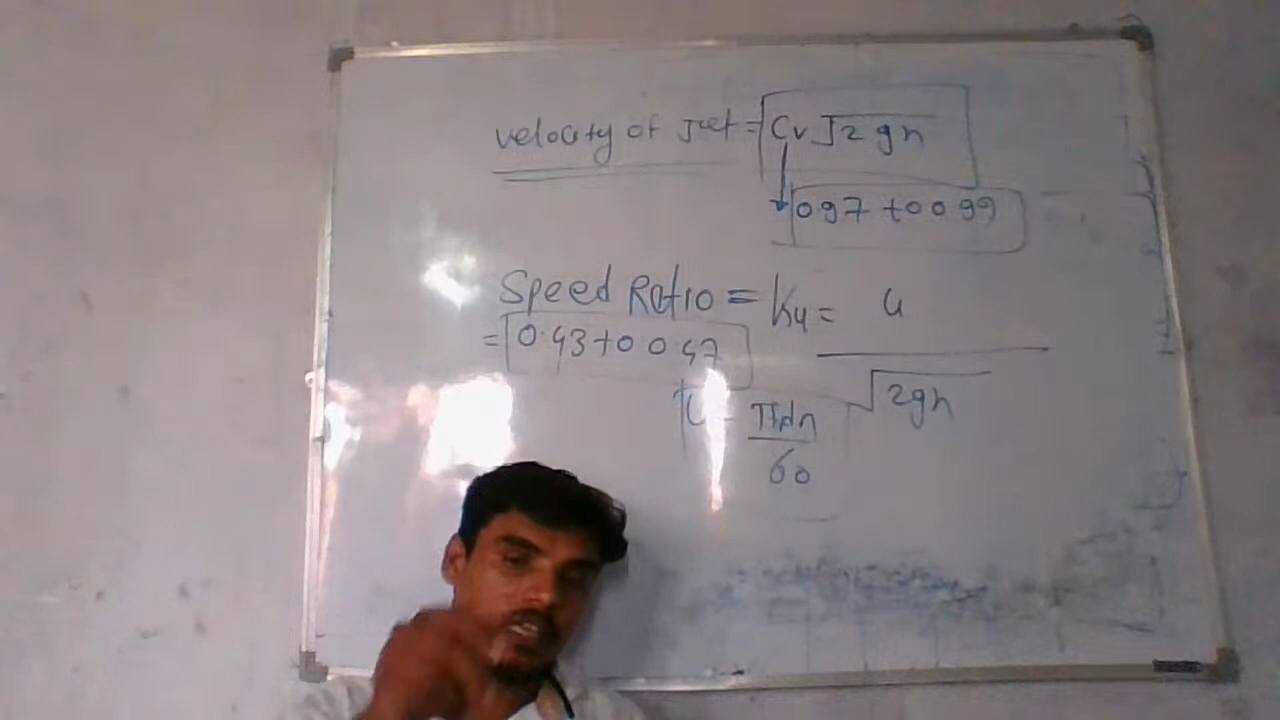 velocity of Jet = Cv √2gh
0.97 to 0.99
Speed Ratio = Ku = u / √2gh
= 0.43 to 0.47
u = πdn / 60